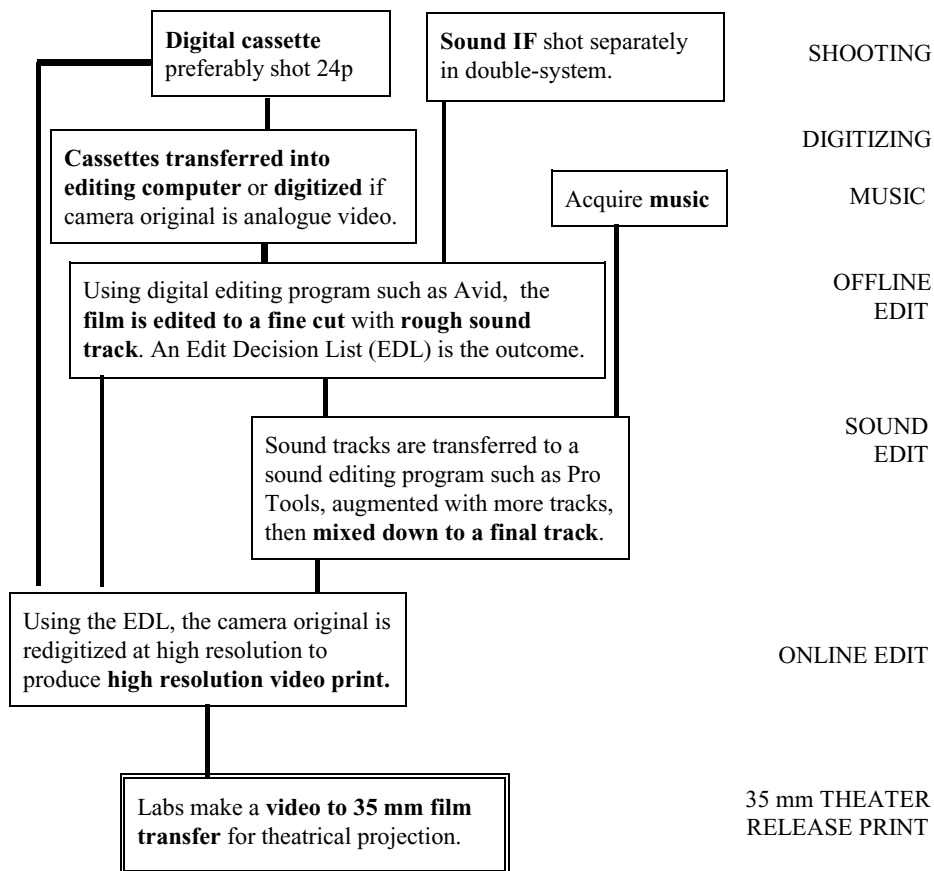 Digital cassette
preferably shot 24p
Sound IF shot separately
in double-system.
SHOOTING
DIGITIZING
Cassettes transferred into
editing computer or digitized if
camera original is analogue video.
Acquire music
MUSIC
Using digital editing program such as Avid, the
film is edited to a fine cut with rough sound
track. An Edit Decision List (EDL) is the outcome.
OFFLINE
EDIT
Sound tracks are transferred to a
sound editing program such as Pro
Tools, augmented with more tracks,
then mixed down to a final track.
SOUND
EDIT
Using the EDL, the camera original is
redigitized at high resolution to
produce high resolution video print.
ONLINE EDIT
Labs make a video to 35 mm film
transfer for theatrical projection.
35 mm THEATER
RELEASE PRINT